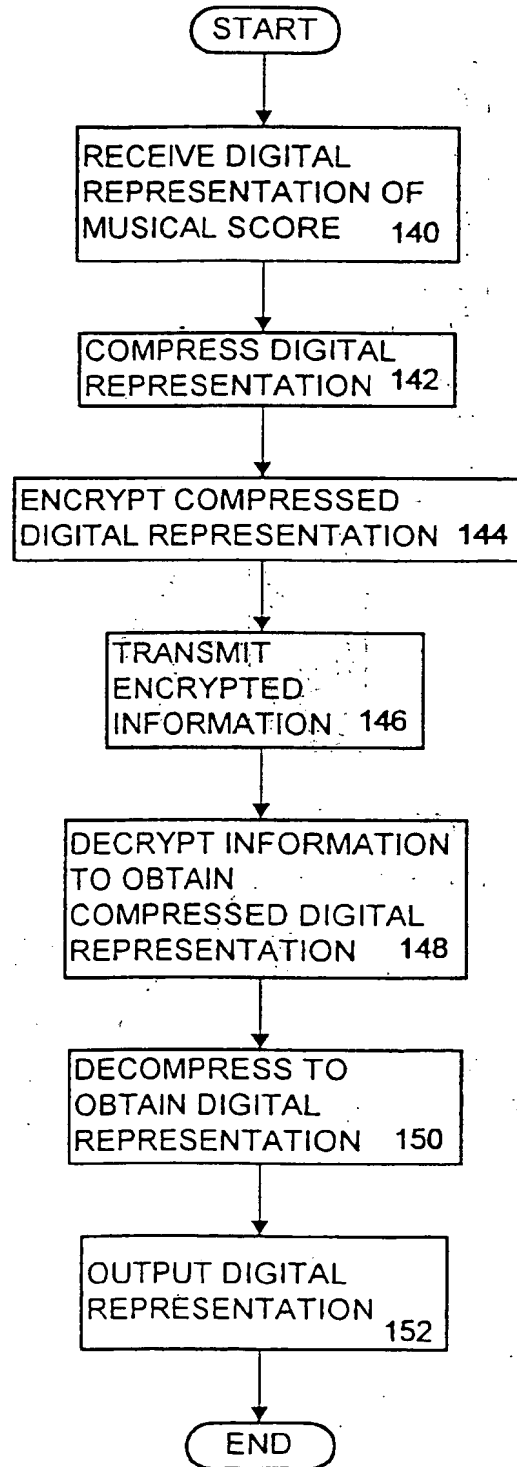 START
RECEIVE DIGITAL
REPRESENTATION OF
MUSICAL SCORE 140
COMPRESS DIGITAL
REPRESENTATION 142
ENCRYPT COMPRESSED
DIGITAL REPRESENTATION 144
TRANSMIT
ENCRYPTED
INFORMATION 146
DECRYPT INFORMATION
TO OBTAIN
COMPRESSED DIGITAL
REPRESENTATION 148
DECOMPRESS TO
OBTAIN DIGITAL
REPRESENTATION 150
OUTPUT DIGITAL
REPRESENTATION
152
END